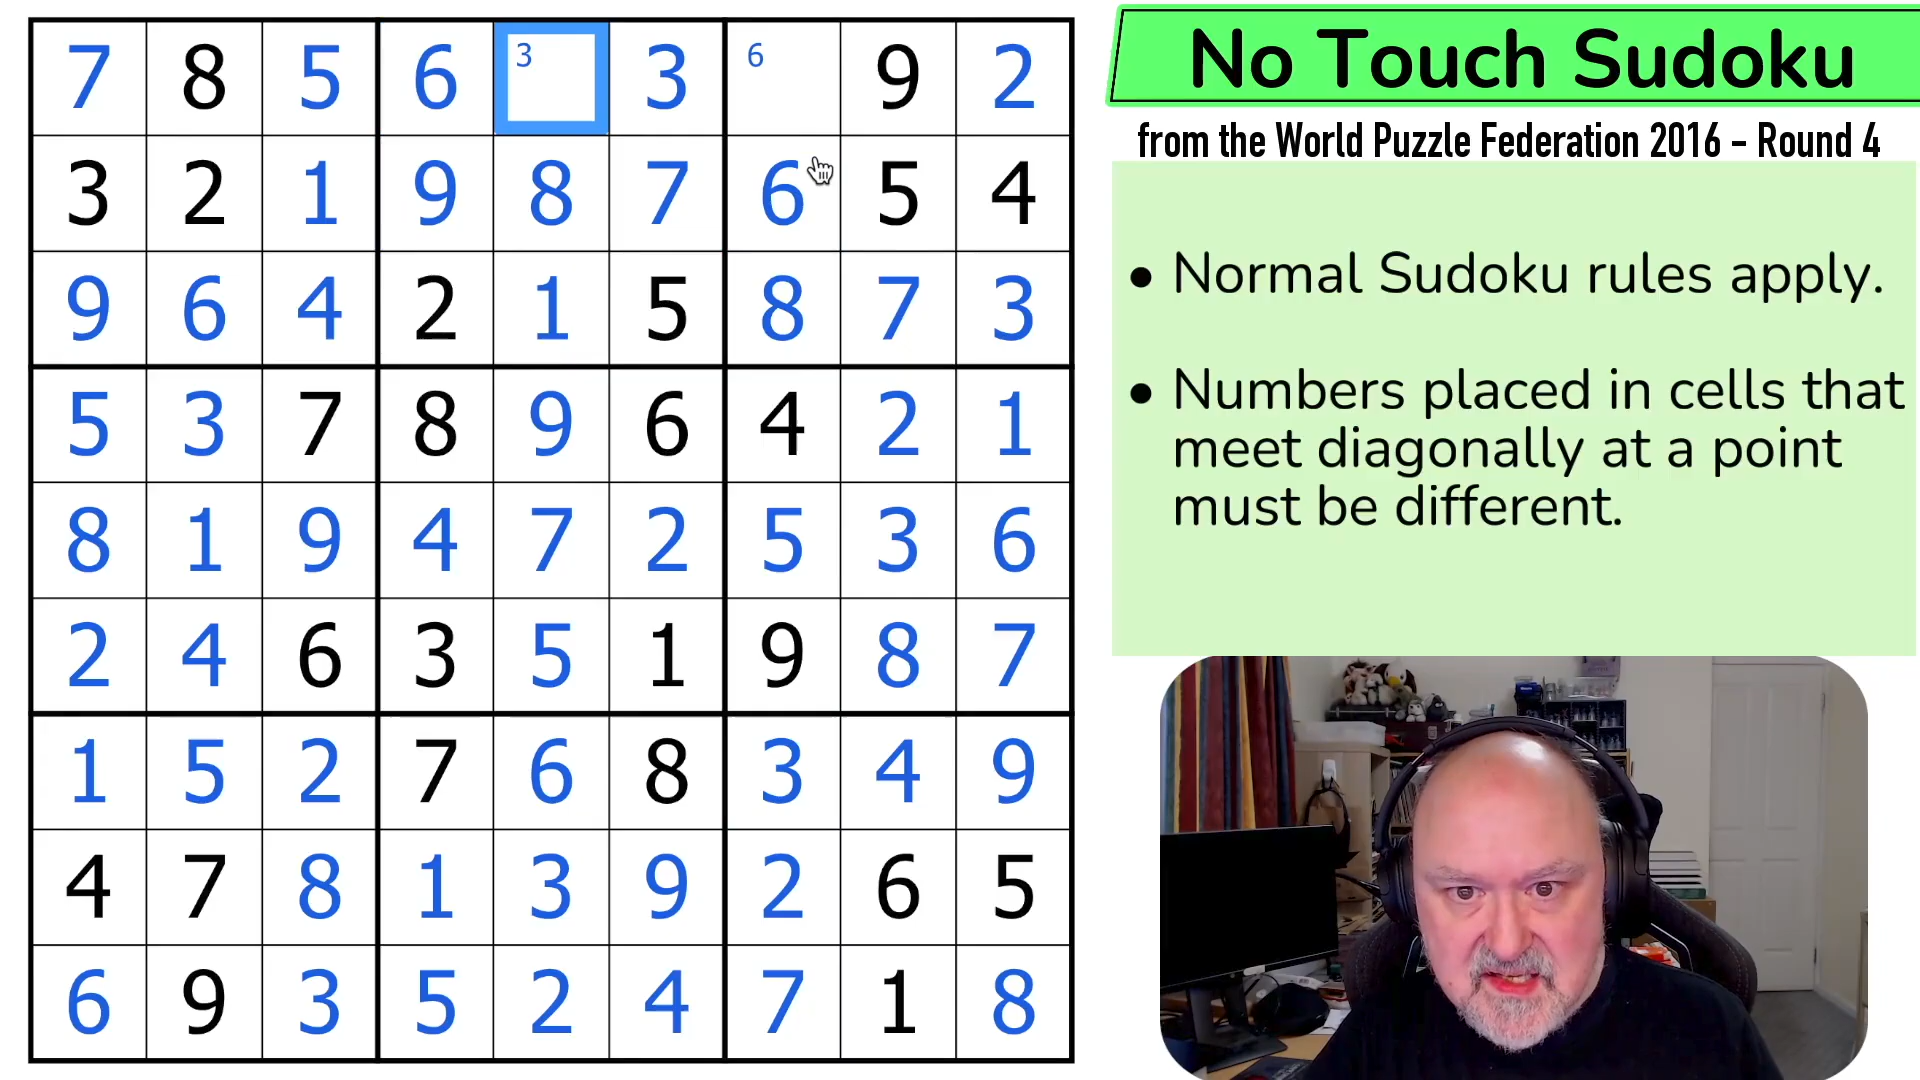 No Touch Sudoku
from the World Puzzle Federation 2016 - Round 4
• Normal Sudoku rules apply.
• Numbers placed in cells that
meet diagonally at a point
must be different.
7 8 5 6 3 3 6 9 2
3 2 1 9 8 7 6 5 4
9 6 4 2 1 5 8 7 3
5 3 7 8 9 6 4 2 1
8 1 9 4 7 2 5 3 6
2 4 6 3 5 1 9 8 7
1 5 2 7 6 8 3 4 9
4 7 8 1 3 9 2 6 5
6 9 3 5 2 4 7 1 8